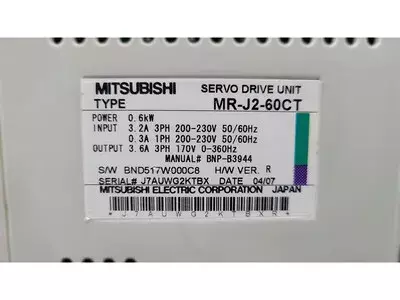 MITSUBISHI SERVO DRIVE UNIT
TYPE MR-J2-60CT
POWER 0.6kW
INPUT 3.2A 3PH 200-230V 50/60Hz
0.3A 1PH 200-230V 50/60Hz
OUTPUT 3.6A 3PH 170V 0-360Hz
MANUAL# BNP-B3944
S/W BND517W000C8 H/W VER. R
SERIAL# J7AUWG2KTBX DATE 04/07
MITSUBISHI ELECTRIC CORPORATION JAPAN
*J7AUWG2KTBXR*